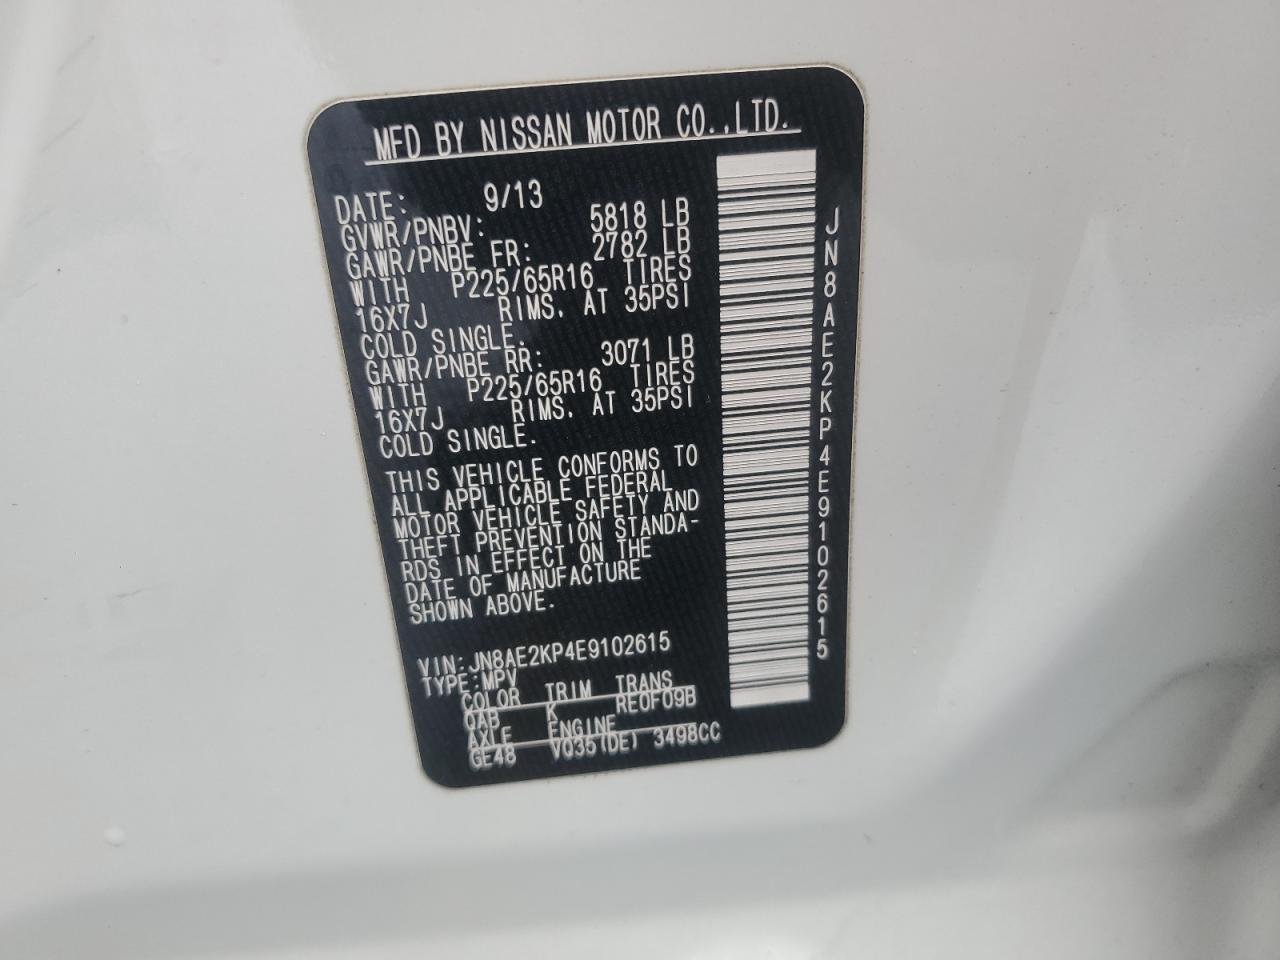 MFD BY NISSAN MOTOR CO.,LTD.
DATE: 9/13
GVWR/PNBV: 5818 LB
GAWR/PNBE FR: 2782 LB
WITH P225/65R16 TIRES
16X7J RIMS. AT 35PSI
COLD SINGLE.
GAWR/PNBE RR: 3071 LB
WITH P225/65R16 TIRES
16X7J RIMS. AT 35PSI
COLD SINGLE.
THIS VEHICLE CONFORMS TO
ALL APPLICABLE FEDERAL
MOTOR VEHICLE SAFETY AND
THEFT PREVENTION STANDA-
RDS IN EFFECT ON THE
DATE OF MANUFACTURE
SHOWN ABOVE.
VIN:JN8AE2KP4E9102615
TYPE:MPV
COLOR TRIM TRANS
QAB K RE0F09B
AXLE ENGINE
GE48 VQ35(DE) 3498CC
JN8AE2KP4E9102615